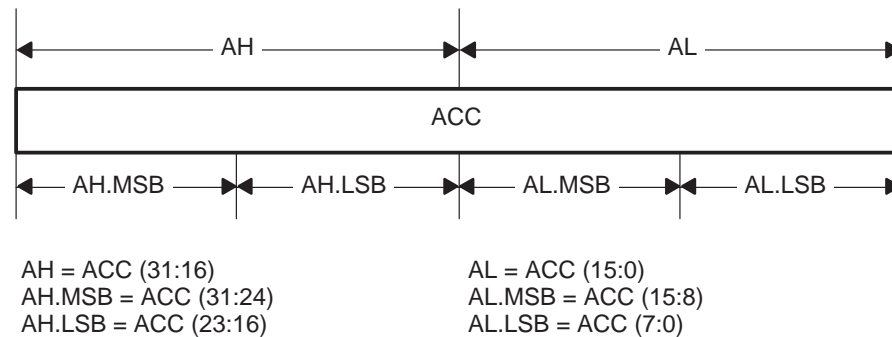 AH AL
ACC
AH.MSB AH.LSB AL.MSB AL.LSB
AH = ACC (31:16)
AH.MSB = ACC (31:24)
AH.LSB = ACC (23:16)
AL = ACC (15:0)
AL.MSB = ACC (15:8)
AL.LSB = ACC (7:0)